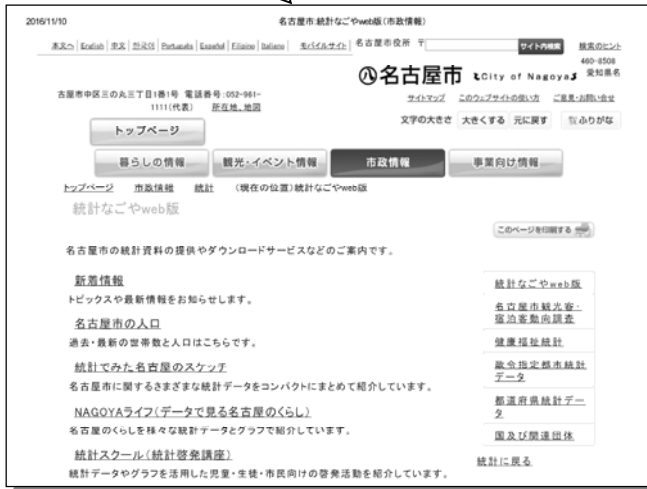 2016/11/10
名古屋市:統計なごやweb版(市政情報)
本文へ English 中文 한국어 Português Español Filipino Italiano モバイルサイト 名古屋市役所 〒
サイト内検索 検索のヒント
460-8508
愛知県名
名古屋市 City of Nagoya
古屋市中区三の丸三丁目1番1号 電話番号:052-961-
1111(代表) 所在地、地図
サイトマップ このウェブサイトの使い方 ご意見・お問い合せ
文字の大きさ 大きくする 元に戻す ふりがな
トップページ
暮らしの情報 観光・イベント情報 市政情報 事業向け情報
トップページ 市政情報 統計 (現在の位置)統計なごやweb版
統計なごやweb版
このページを印刷する
名古屋市の統計資料の提供やダウンロードサービスなどのご案内です。
新着情報
トピックスや最新情報をお知らせします。
名古屋市の人口
過去・最新の世帯数と人口はこちらです。
統計でみた名古屋のスケッチ
名古屋市に関するさまざまな統計データをコンパクトにまとめて紹介しています。
NAGOYAライフ(データで見る名古屋のくらし)
名古屋のくらしを様々な統計データとグラフで紹介しています。
統計スクール(統計啓発講座)
統計データやグラフを活用した児童・生徒・市民向けの啓発活動を紹介しています。
統計なごやweb版
名古屋市観光客・
宿泊客動向調査
健康福祉統計
政令指定都市統計
データ
都道府県統計デー
タ
国及び関連団体
統計に戻る